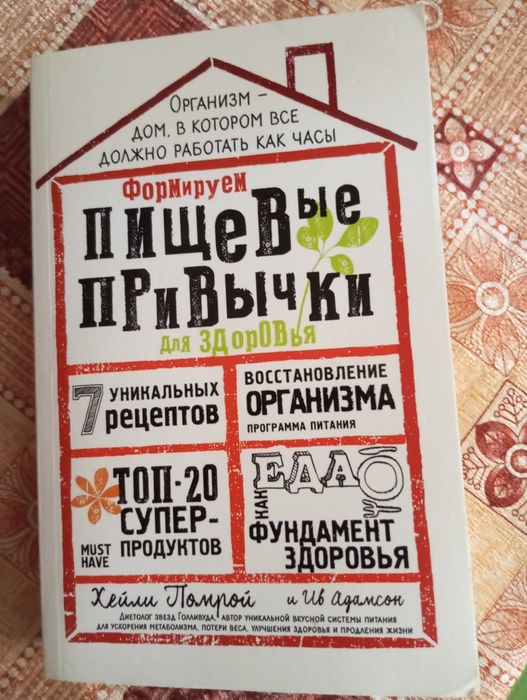 Организм –
дом, в котором все
должно работать как часы
Формируем
пищевые
привычки
для здоровья
7 уникальных
рецептов
Восстановление
организма
программа питания
Топ-20
супер-
продуктов
must
have
Еда
как
фундамент
здоровья
Хейли Помрой и Ив Адамсон
Диетолог звезд Голливуда, автор уникальной вкусной системы питания
для ускорения метаболизма, потери веса, улучшения здоровья и продления жизни